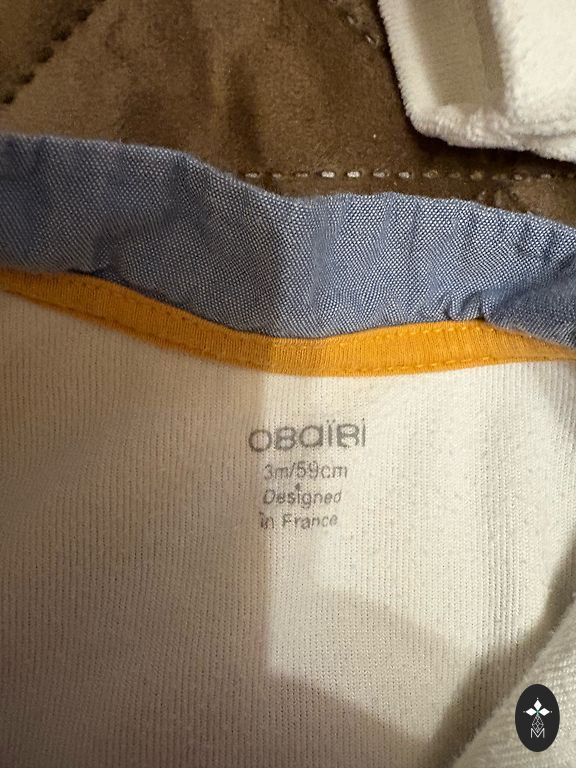 OBaïBi
3m/59cm
Designed
in France
M